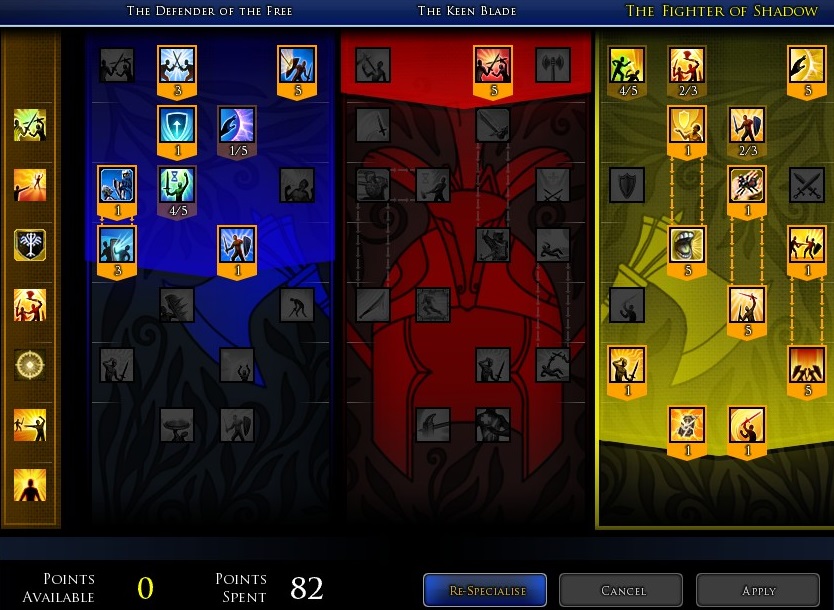 The Defender of the Free The Keen Blade The Fighter of Shadow
3 5 5 4/5 2/3 5
1 1/5 1 2/3
1 4/5 1
3 1 5 1
5
1 5
1 1
Points Available 0 Points Spent 82 Re-Specialise Cancel Apply